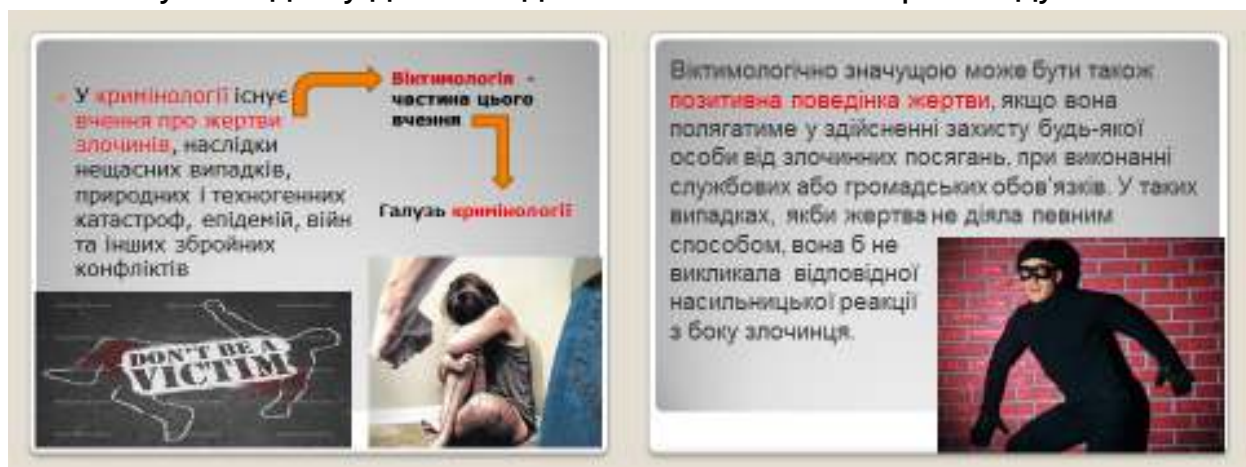 У кримінології існує
вчення про жертви
злочинів, наслідки
нещасних випадків,
природних і техногенних
катастроф, епідемій, війн
та інших збройних
конфліктів
Віктимологія -
частина цього
вчення
Галузь кримінології
DON'T BE A
VICTIM
Віктимологічно значущою може бути також
позитивна поведінка жертви, якщо вона
полягатиме у здійсненні захисту будь-якої
особи від злочинних посягань, при виконанні
службових або громадських обов'язків. У таких
випадках, якби жертва не діяла певним
способом, вона б не
викликала відповідної
насильницької реакції
з боку злочинця.